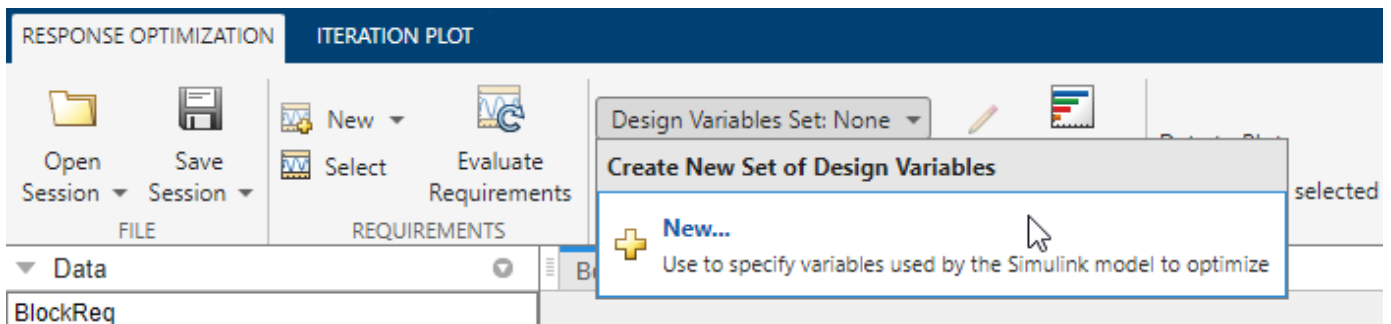 RESPONSE OPTIMIZATION
ITERATION PLOT
Open Session
Save Session
FILE
New
Select
Evaluate Requirements
REQUIREMENTS
Design Variables Set: None
Create New Set of Design Variables
New...
Use to specify variables used by the Simulink model to optimize
selected
Data
BlockReq